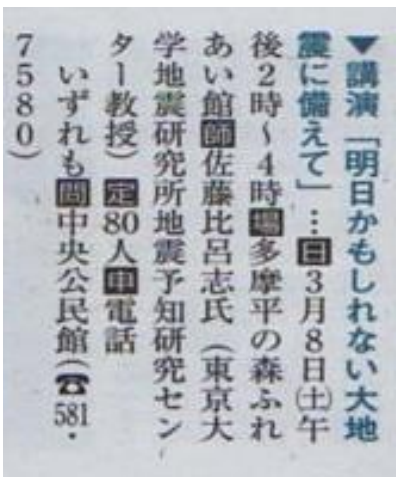 ▼講演「明日かもしれない大地
震に備えて」…日3月8日(土)午
後2時〜4時場多摩平の森ふれ
あい館師佐藤比呂志氏(東京大
学地震研究所地震予知研究セン
ター教授)定80人申電話
いずれも問中央公民館(☎581・
7580)